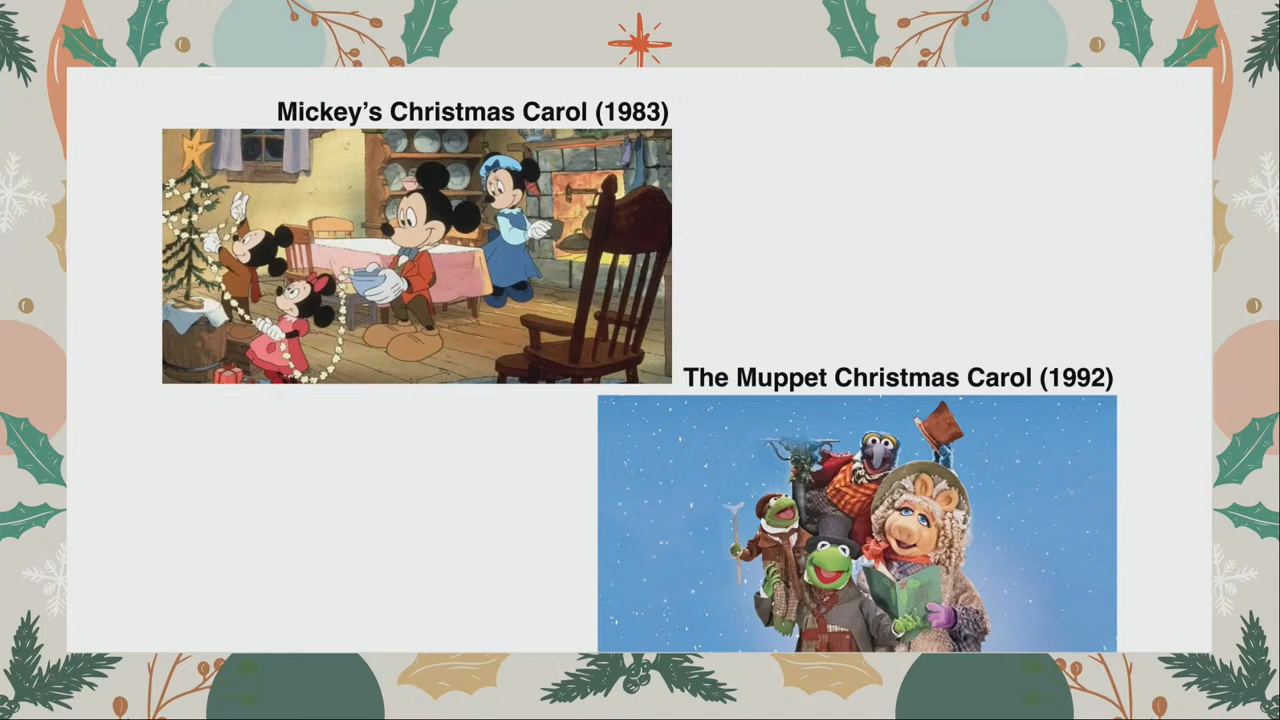 Mickey’s Christmas Carol (1983)
The Muppet Christmas Carol (1992)